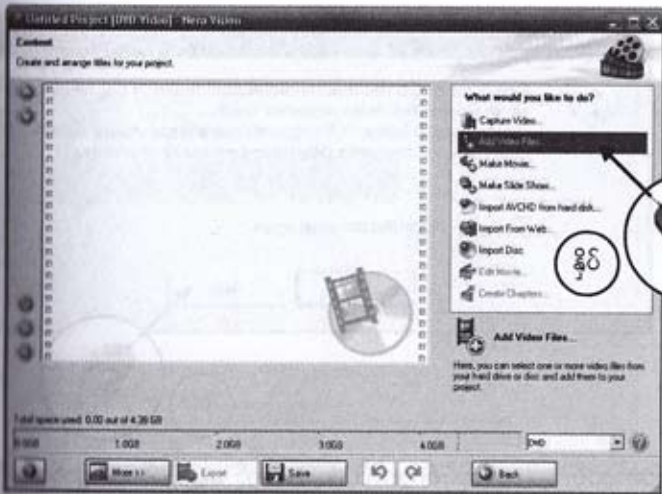 Untitled Project [DVD Video] - Nero Vision
Content
Create and arrange titles for your project.
What would you like to do?
Capture Video...
Add Video Files...
Make Movie...
Make Slide Show...
Import AVCHD from hard disk...
Import From Web...
Import Disc
Edit Movie...
Create Chapters...
Add Video Files...
Here, you can select one or more video files from
your hard drive or disc and add them to your
project.
Total space used: 0.00 out of 4.38 GB
0.0GB 1.0GB 2.0GB 3.0GB 4.0GB DVD
More >> Export Save Back